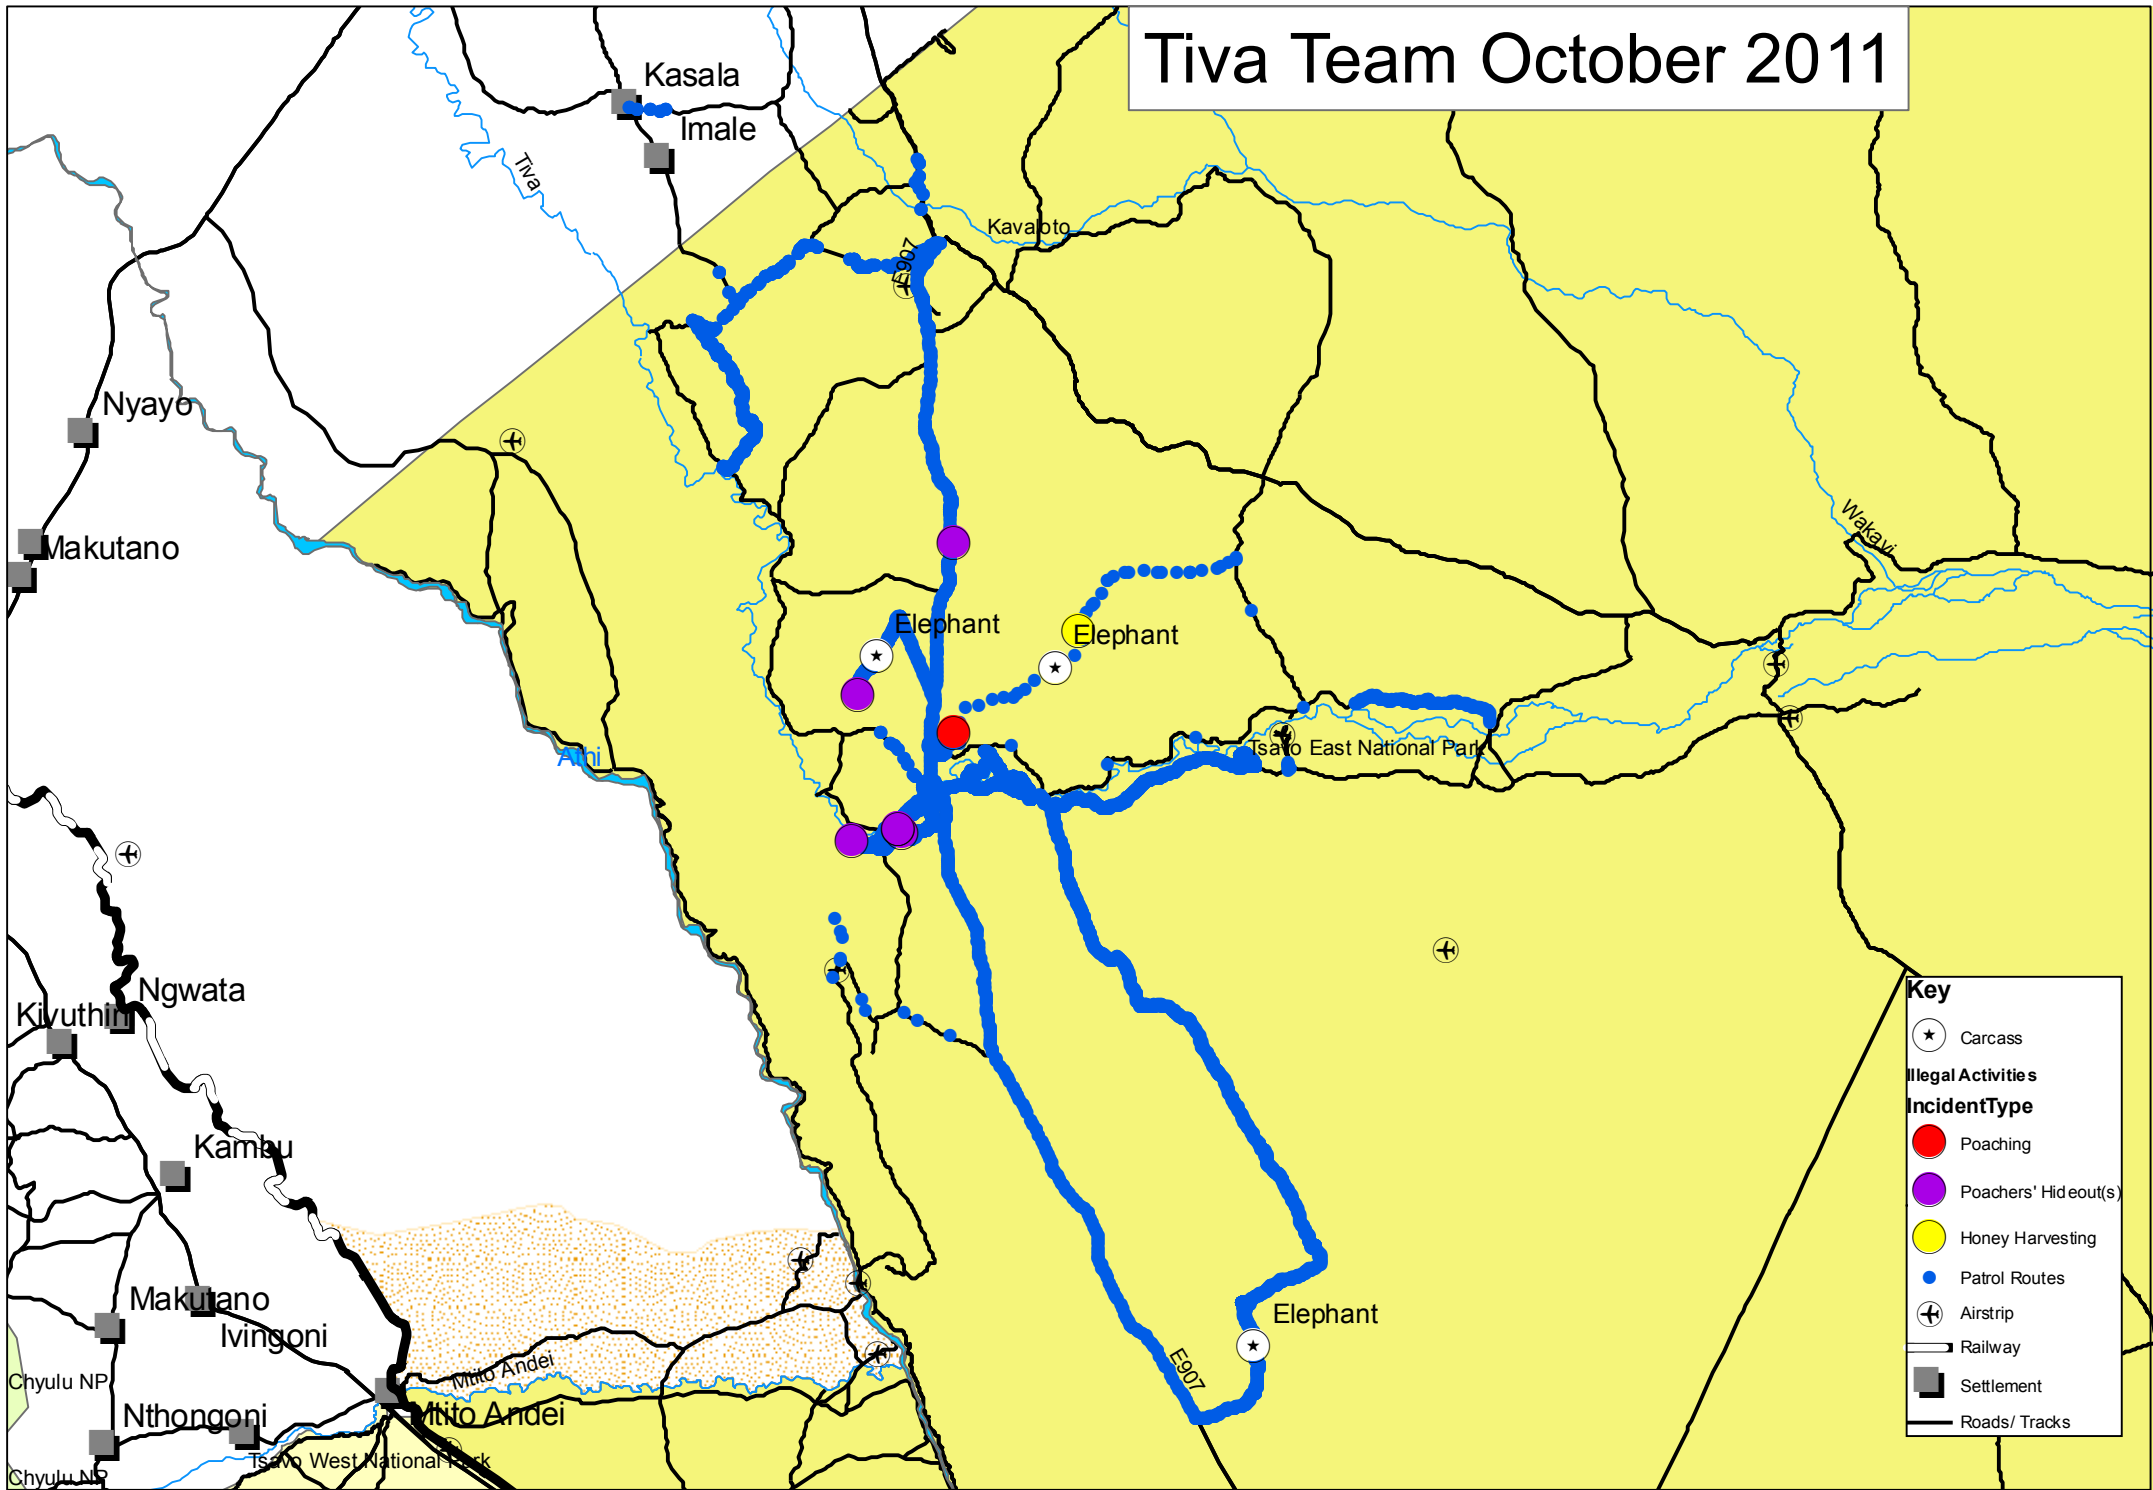 Tiva Team October 2011
Kasala
Imale
Tiva
Kavaloto
E907
Nyayo
Makutano
Wakavi
Elephant
Elephant
Tsavo East National Park
Athi
Ngwata
Kivuthin
Kambu
Makutano
Ivingoni
Elephant
E907
Mtito Andei
Chyulu NP
Nthongoni
Mtito Andei
Tsavo West National Park
Chyulu NP
Key
Carcass
Illegal Activities
IncidentType
Poaching
Poachers' Hideout(s)
Honey Harvesting
Patrol Routes
Airstrip
Railway
Settlement
Roads/ Tracks